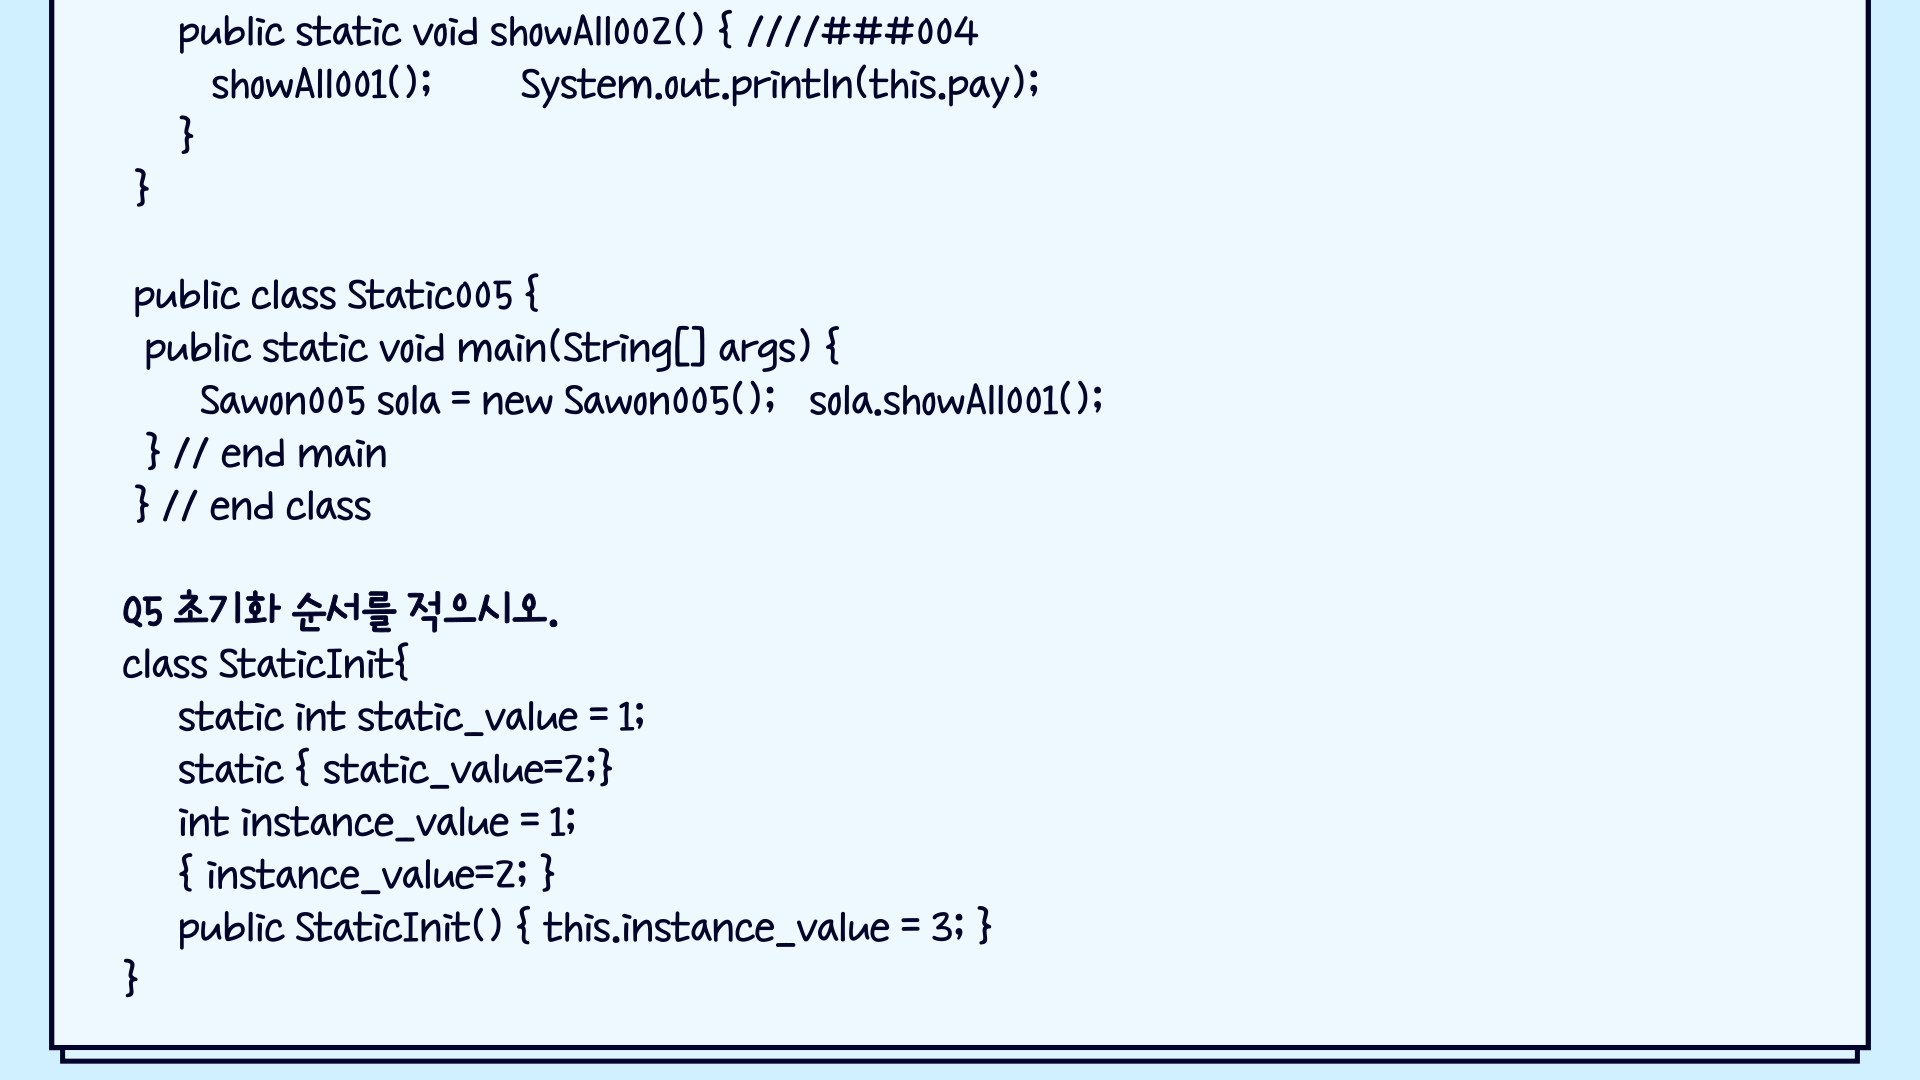 public static void showAll002() { ////###004
showAll001(); System.out.println(this.pay);
}
}
public class Static005 {
public static void main(String[] args) {
Sawon005 sola = new Sawon005(); sola.showAll001();
} // end main
} // end class
Q5 초기화 순서를 적으시오.
class StaticInit{
static int static_value = 1;
static { static_value=2;}
int instance_value = 1;
{ instance_value=2; }
public StaticInit() { this.instance_value = 3; }
}